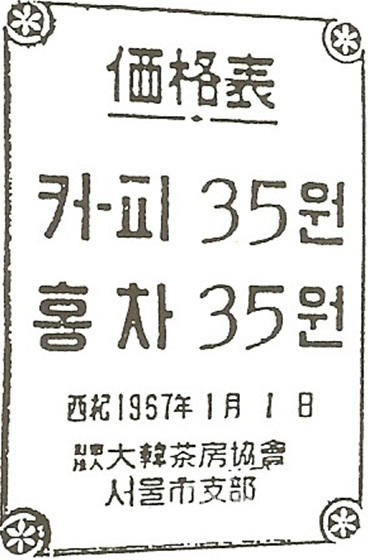 価格表
카-피 35원
홍차 35원
西紀1967年 1月 1日
社團法人 大韓茶房協會
서울市支部